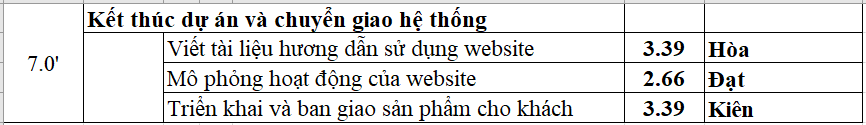 Kết thúc dự án và chuyển giao hệ thống
7.0'
Viết tài liệu hương dẫn sử dụng website 3.39 Hòa
Mô phỏng hoạt động của website 2.66 Đạt
Triển khai và ban giao sản phẩm cho khách 3.39 Kiên